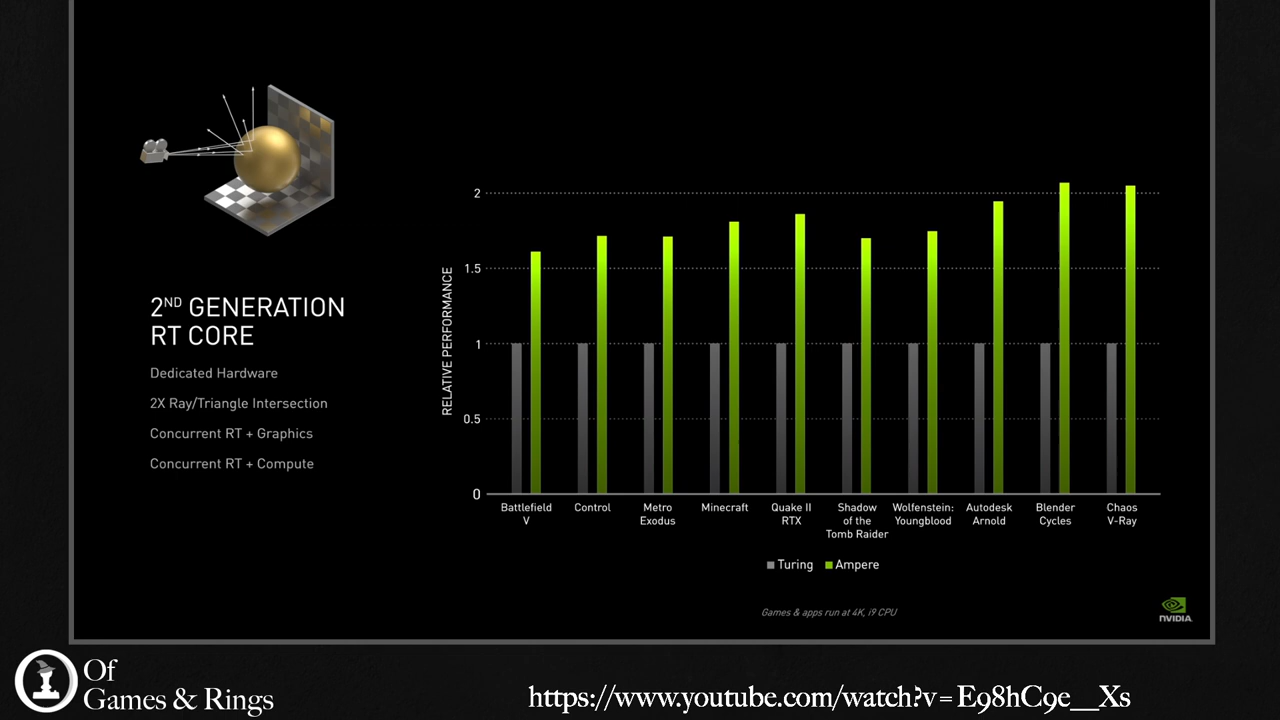 2ND GENERATION
RT CORE
Dedicated Hardware
2X Ray/Triangle Intersection
Concurrent RT + Graphics
Concurrent RT + Compute
RELATIVE PERFORMANCE
2
1.5
1
0.5
0
Battlefield
V
Control
Metro
Exodus
Minecraft
Quake II
RTX
Shadow
of the
Tomb Raider
Wolfenstein:
Youngblood
Autodesk
Arnold
Blender
Cycles
Chaos
V-Ray
Turing Ampere
Games & apps run at 4K, i9 CPU
NVIDIA
Of
Games & Rings
https://www.youtube.com/watch?v=E98hC9e__Xs